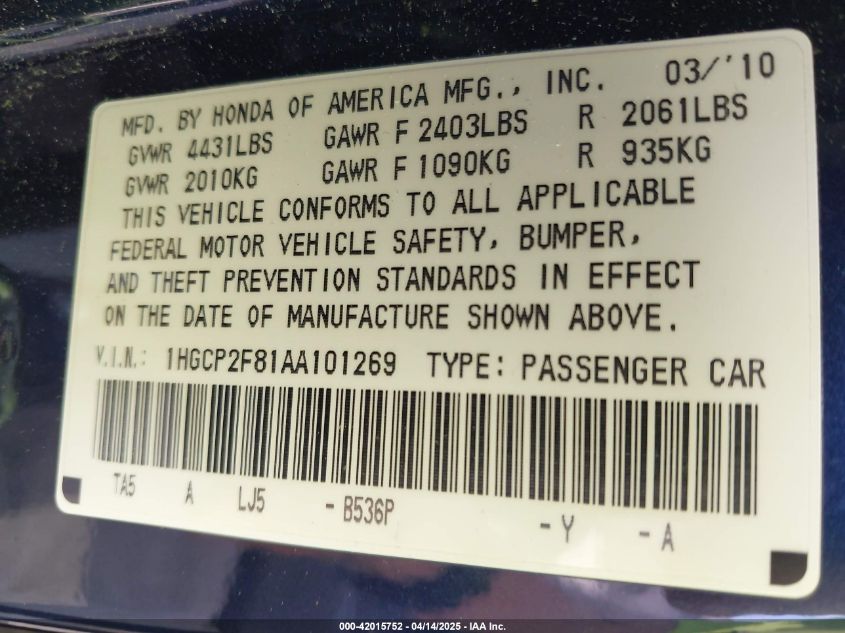 MFD. BY HONDA OF AMERICA MFG., INC. 03/'10
GVWR 4431LBS GAWR F 2403LBS R 2061LBS
GVWR 2010KG GAWR F 1090KG R 935KG
THIS VEHICLE CONFORMS TO ALL APPLICABLE
FEDERAL MOTOR VEHICLE SAFETY, BUMPER,
AND THEFT PREVENTION STANDARDS IN EFFECT
ON THE DATE OF MANUFACTURE SHOWN ABOVE.
V.I.N.: 1HGCP2F81AA101269 TYPE: PASSENGER CAR
TA5 A LJ5 -B536P -Y -A
000-42015752 - 04/14/2025 - IAA Inc.